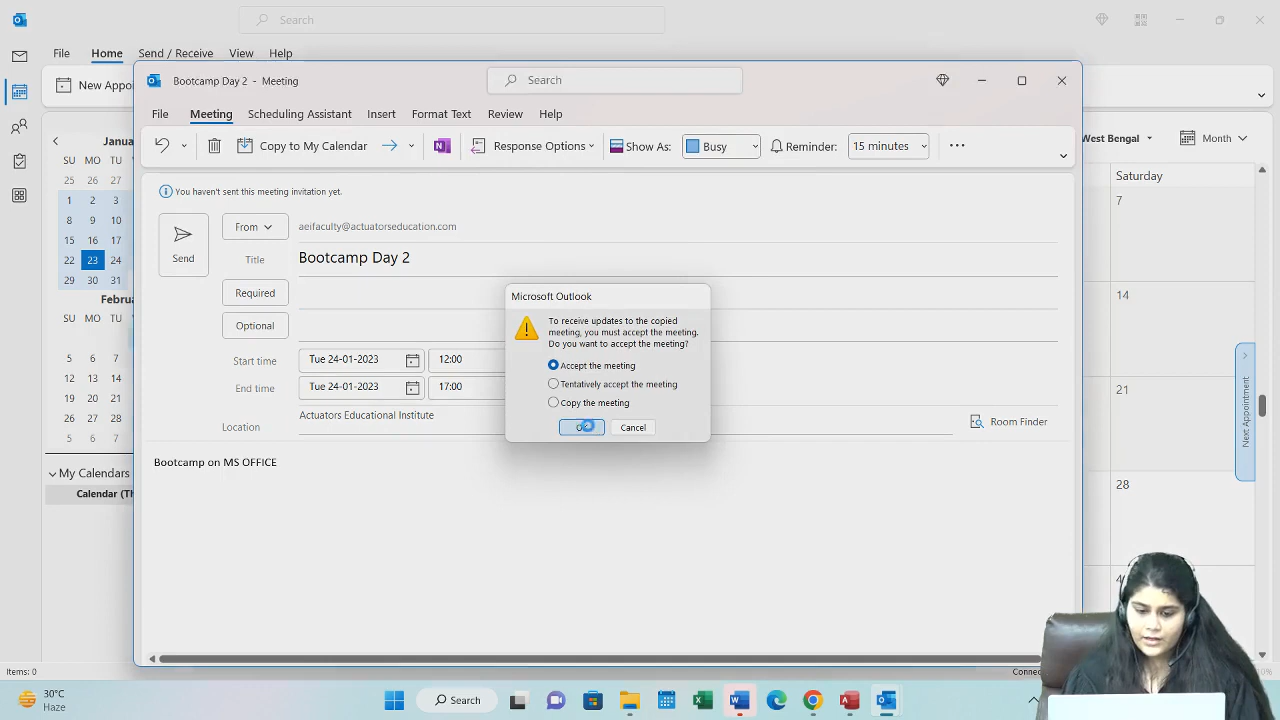 Search
File Home Send / Receive View Help
New Appo
Bootcamp Day 2 - Meeting
Search
File Meeting Scheduling Assistant Insert Format Text Review Help
Copy to My Calendar Response Options Show As: Busy Reminder: 15 minutes
West Bengal Month
Janua
SU MO TU
25 26 27
1 2 3
8 9 10
15 16 17
22 23 24
29 30 31
Februa
SU MO TU
5 6 7
12 13 14
19 20 21
26 27 28
5 6 7
My Calendars
Calendar (Th
You haven't sent this meeting invitation yet.
Send
From aeifaculty@actuatorseducation.com
Title Bootcamp Day 2
Required
Optional
Start time Tue 24-01-2023 12:00
End time Tue 24-01-2023 17:00
Location Actuators Educational Institute
Room Finder
Bootcamp on MS OFFICE
Microsoft Outlook
To receive updates to the copied
meeting, you must accept the meeting.
Do you want to accept the meeting?
Accept the meeting
Tentatively accept the meeting
Copy the meeting
Cancel
Saturday
7
14
21
28
Next Appointment
Items: 0
Connec
30°C
Haze
Search